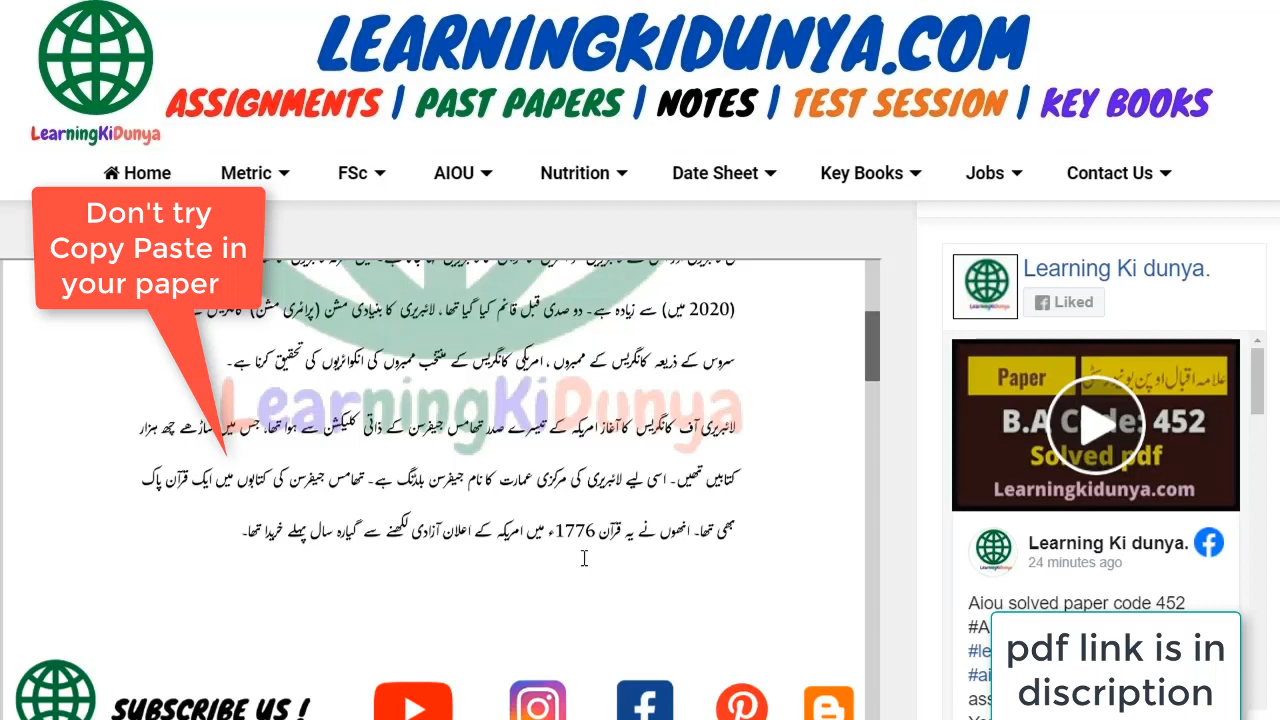 LEARNINGKIDUNYA.COM
LearningKiDunya
ASSIGNMENTS | PAST PAPERS | NOTES | TEST SESSION | KEY BOOKS
Home Metric FSc AIOU Nutrition Date Sheet Key Books Jobs Contact Us
Don't try
Copy Paste in
your paper
(2020 میں) سے زیادہ ہے۔ دو صدی قبل قائم کیا گیا تھا، لائبریری کا بنیادی مشن (پرائمری مشن)
سروس کے ذریعہ کانگریس کے ممبروں، امریکی کانگریس کے منتخب ممبروں کی انکوائریوں کی تحقیق کرنا ہے۔
LearningKiDunya
لائبریری آف کانگریس کا آغاز امریکہ کے تیسرے صدر تھامس جیفرسن کے ذاتی کلیکشن سے ہوا تھا۔ جس میں ساڑھے چھ ہزار
کتابیں تھیں۔ اسی لیے لائبریری کی مرکزی عمارت کا نام جیفرسن بلڈنگ ہے۔ تھامس جیفرسن کی کتابوں میں ایک قرآن پاک
بھی تھا۔ انھوں نے یہ قرآن 1776ء میں امریکہ کے اعلان آزادی لکھنے سے گیارہ سال پہلے خریدا تھا۔
SUBSCRIBE US !
Learning Ki dunya.
Liked
Paper علامہ اقبال اوپن یونیورسٹی
B.A Code: 452
Solved pdf
Learningkidunya.com
Learning Ki dunya.
24 minutes ago
Aiou solved paper code 452
#A
#le
#ai
ass
pdf link is in
discription